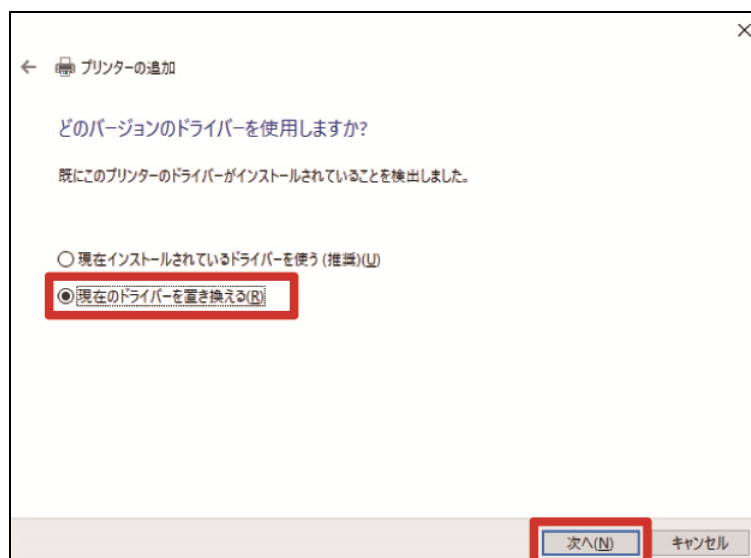 プリンターの追加
どのバージョンのドライバーを使用しますか?
既にこのプリンターのドライバーがインストールされていることを検出しました。
現在インストールされているドライバーを使う (推奨)(U)
現在のドライバーを置き換える(R)
次へ(N) キャンセル